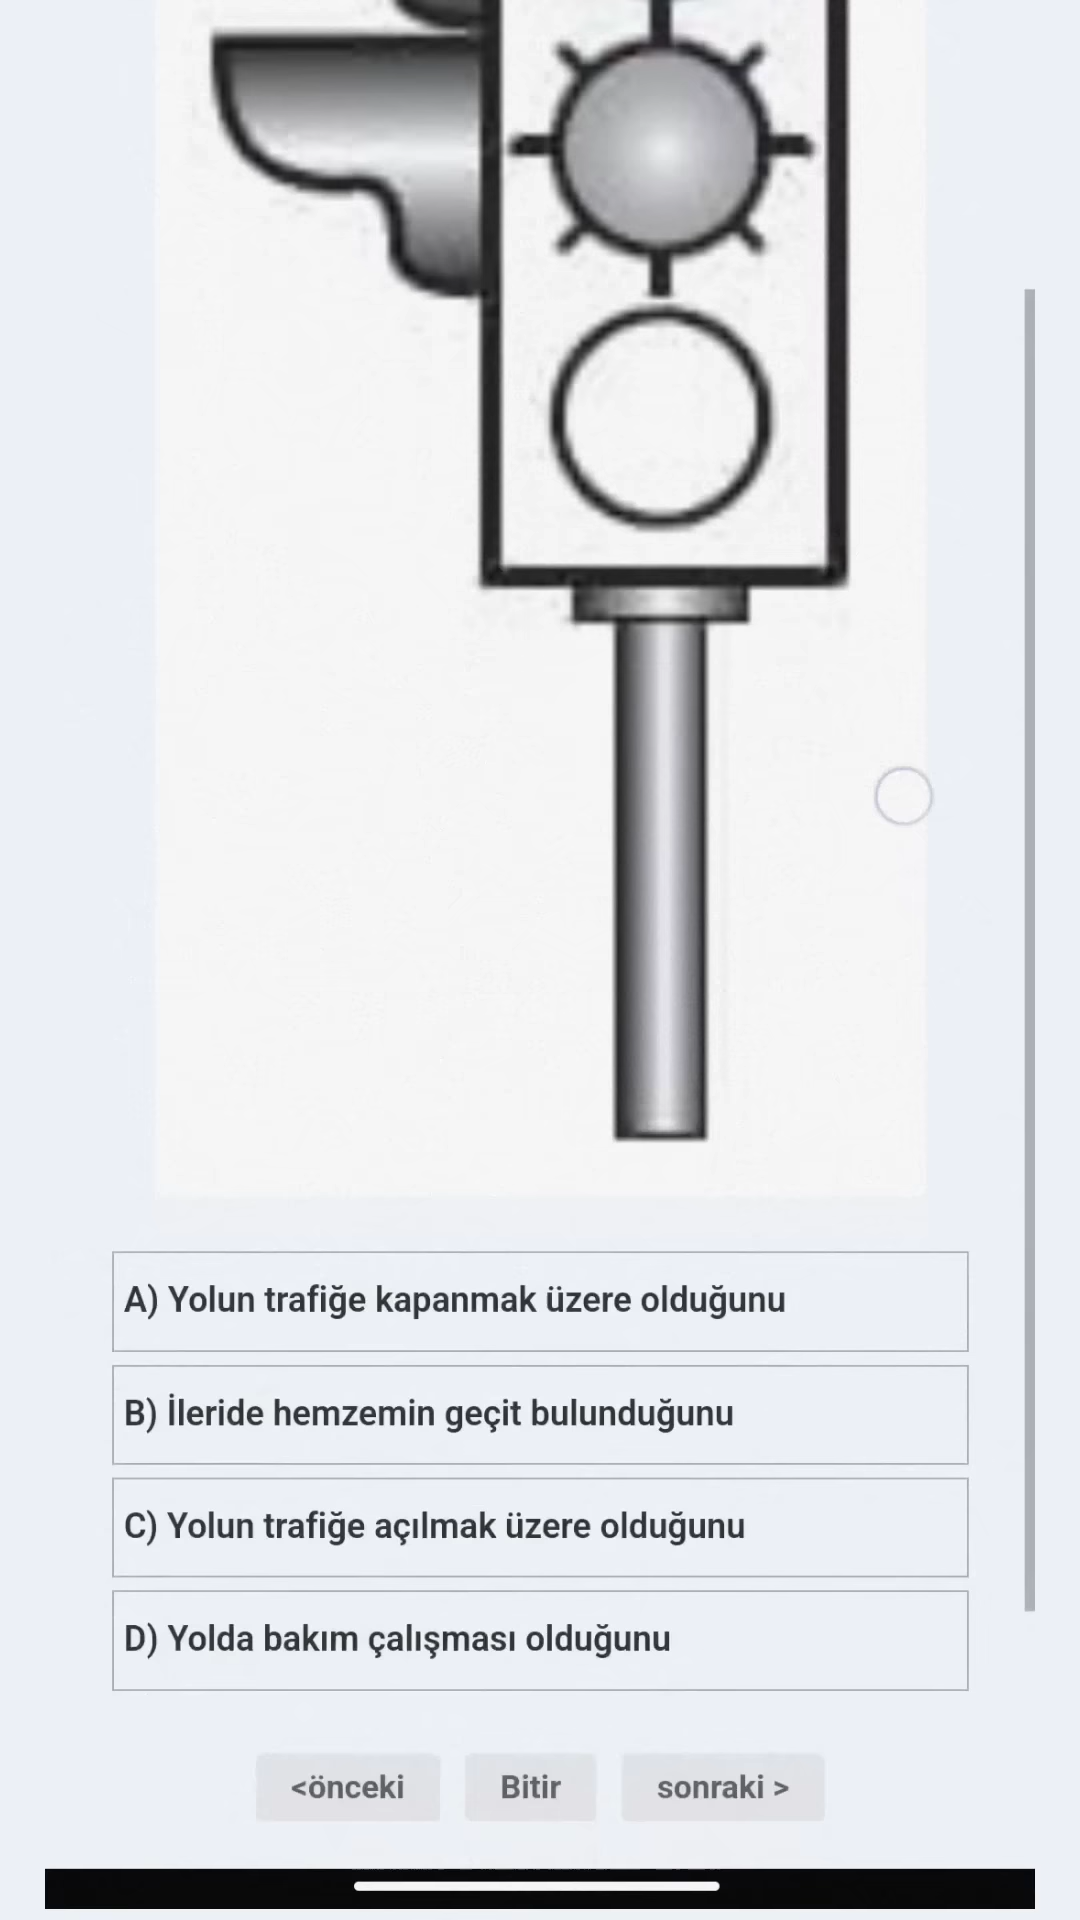 A) Yolun trafiğe kapanmak üzere olduğunu
B) İleride hemzemin geçit bulunduğunu
C) Yolun trafiğe açılmak üzere olduğunu
D) Yolda bakım çalışması olduğunu
<önceki
Bitir
sonraki >